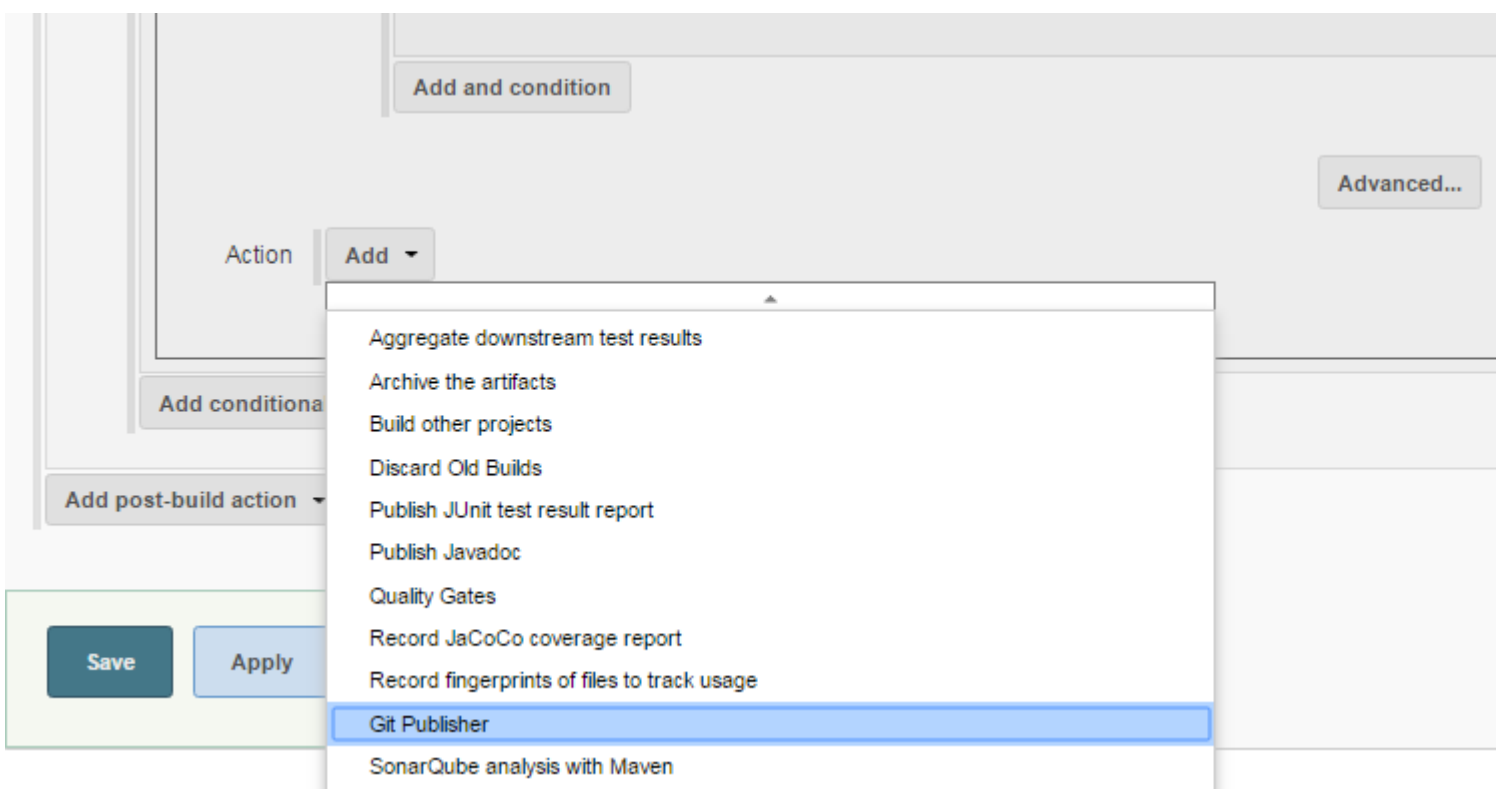 Add and condition
Advanced...
Action
Add
Aggregate downstream test results
Archive the artifacts
Add conditiona
Build other projects
Discard Old Builds
Add post-build action
Publish JUnit test result report
Publish Javadoc
Quality Gates
Record JaCoCo coverage report
Save
Apply
Record fingerprints of files to track usage
Git Publisher
SonarQube analysis with Maven